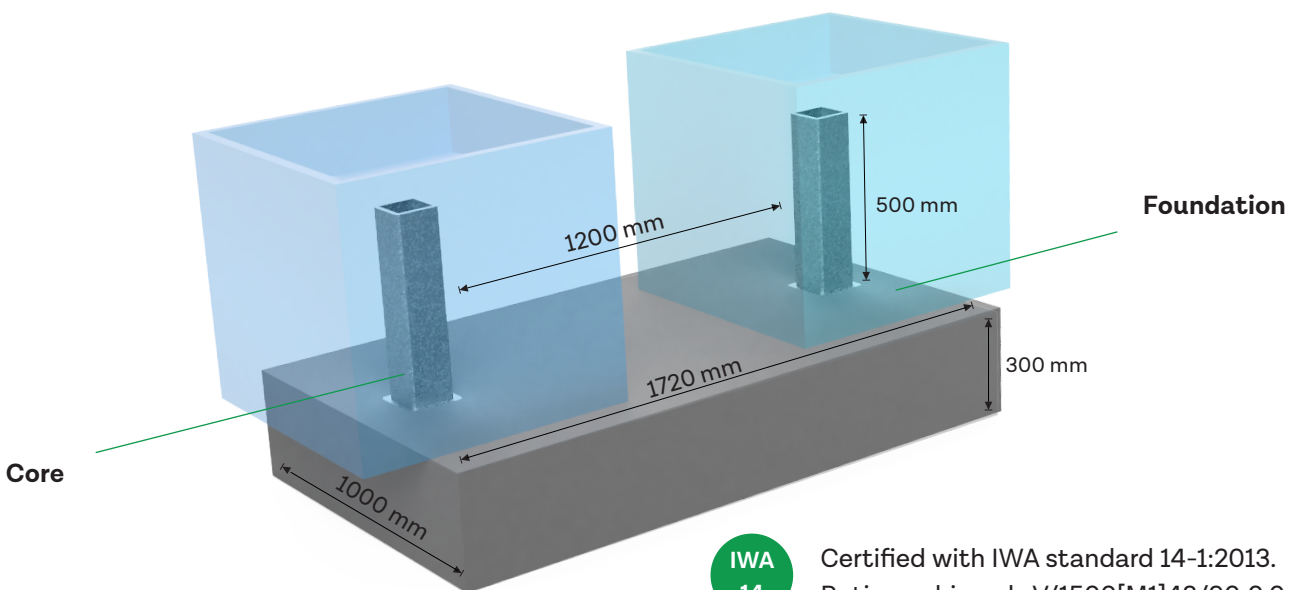 500 mm
Foundation
1200 mm
300 mm
1720 mm
Core
1000 mm
IWA
Certified with IWA standard 14-1:2013.